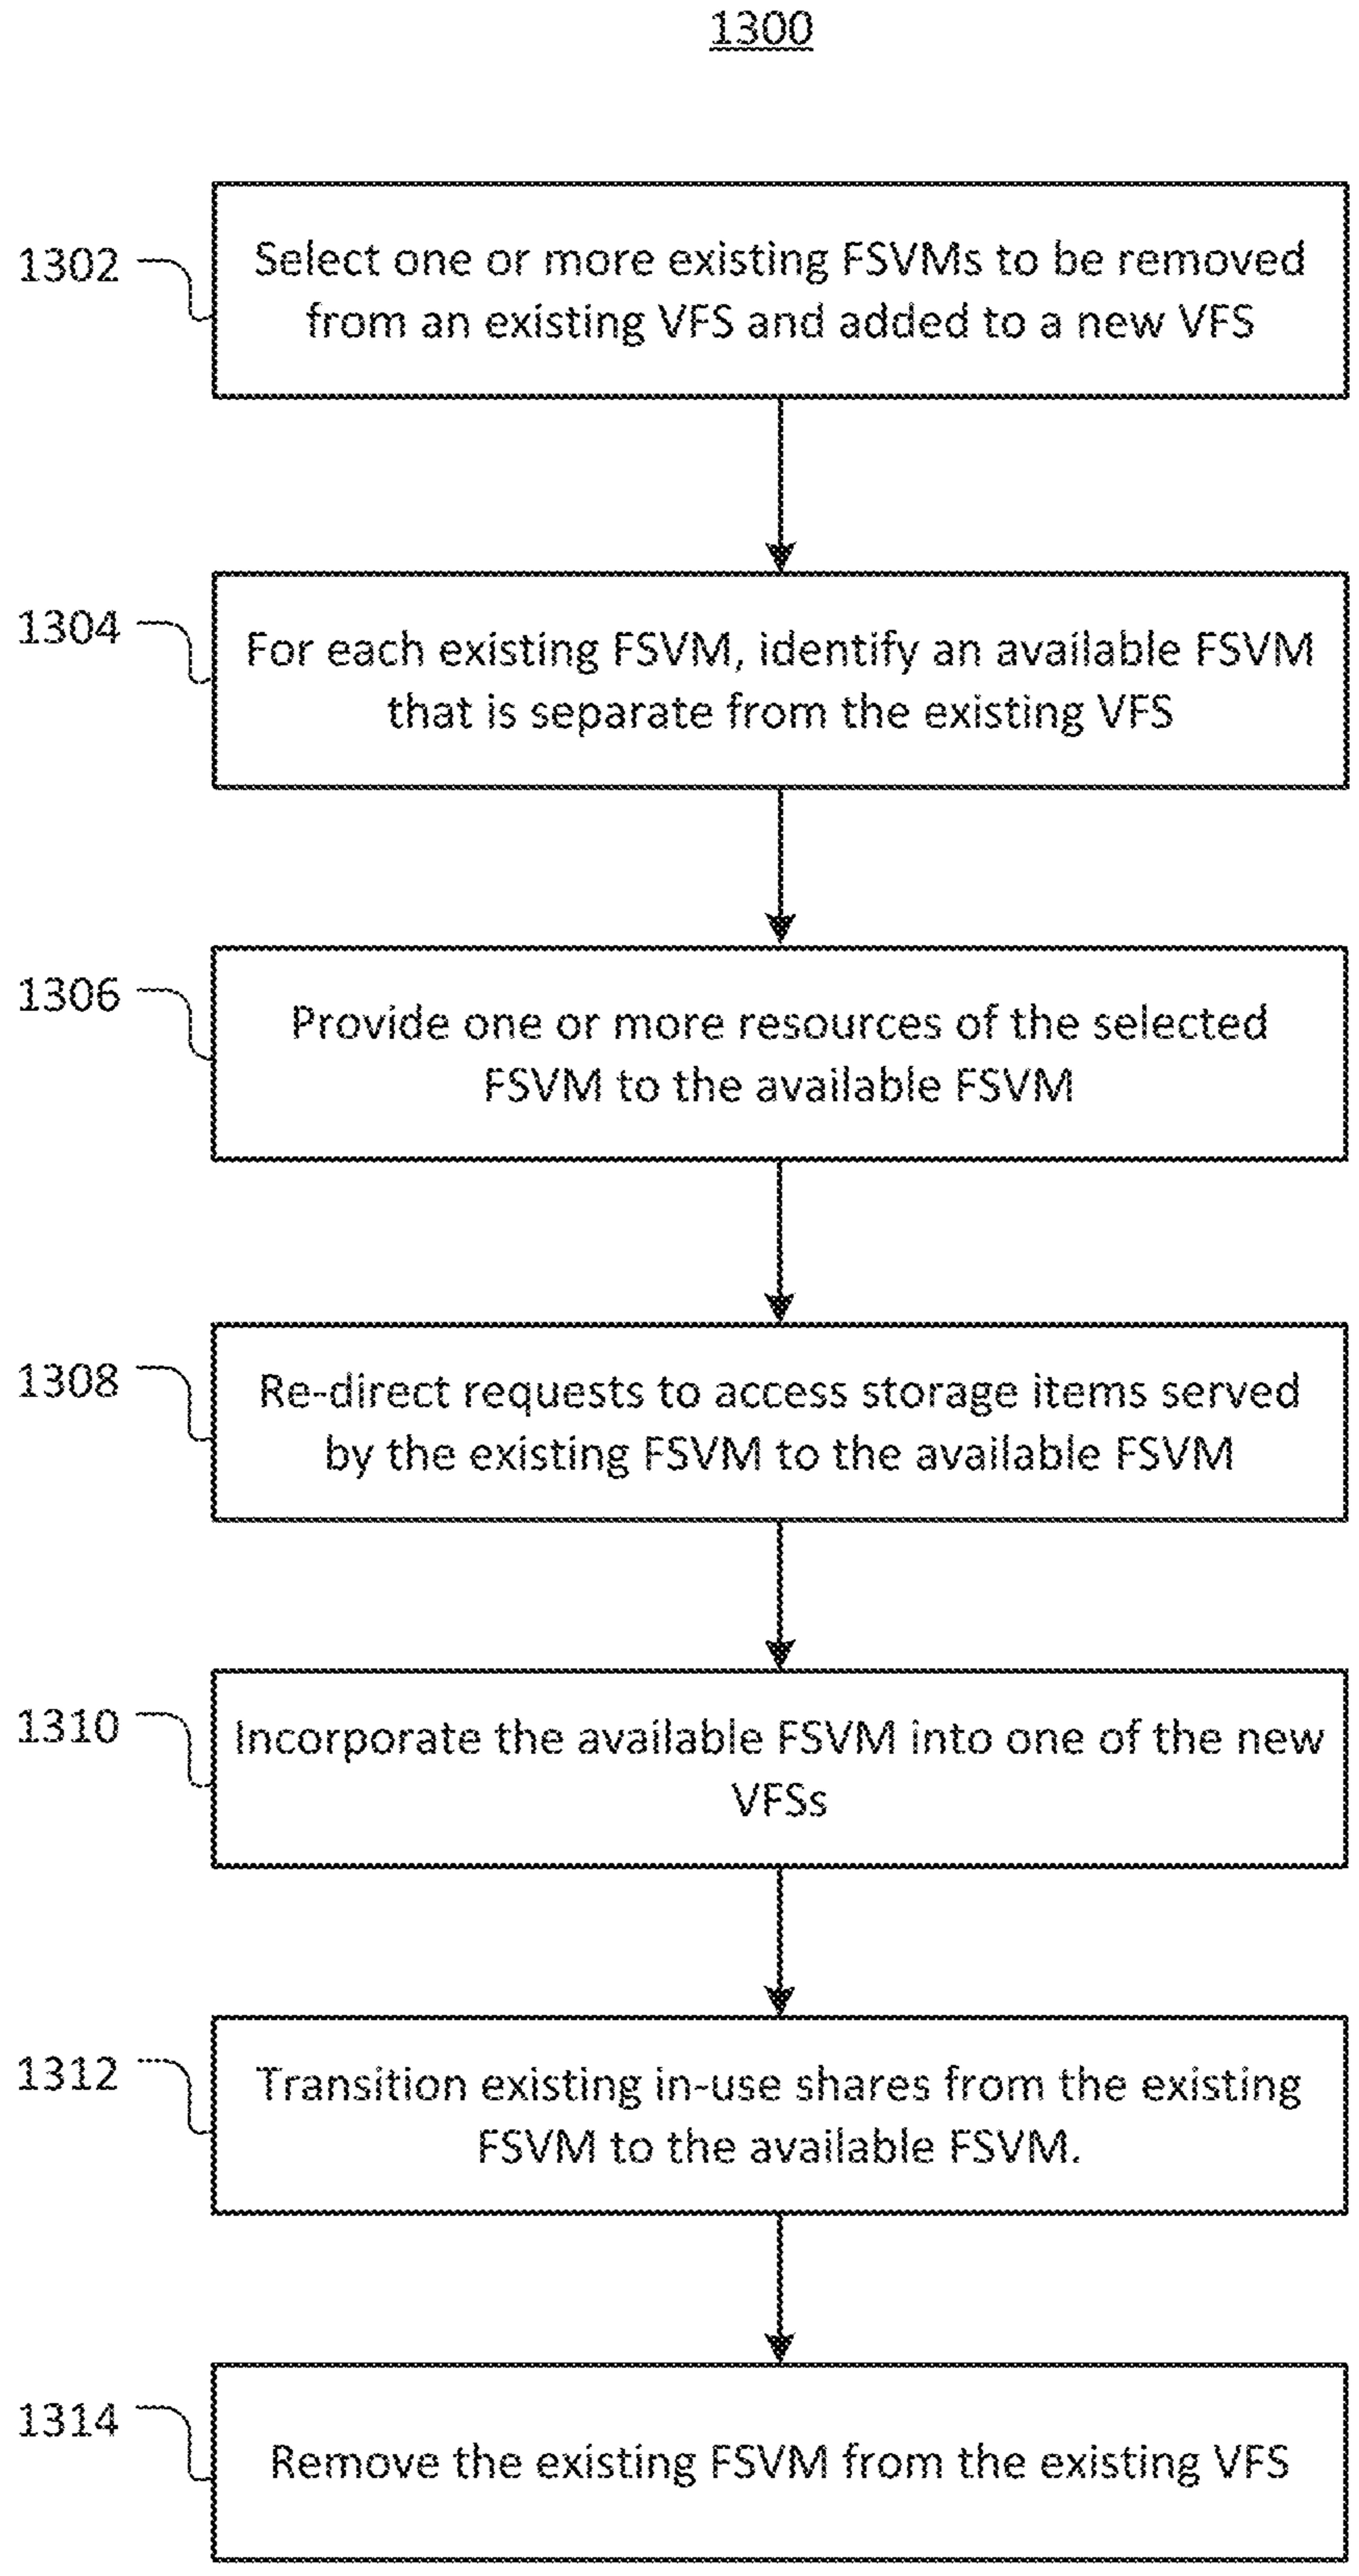 1300
1302
Select one or more existing FSVMs to be removed
from an existing VFS and added to a new VFS
1304
For each existing FSVM, identify an available FSVM
that is separate from the existing VFS
1306
Provide one or more resources of the selected
FSVM to the available FSVM
1308
Re-direct requests to access storage items served
by the existing FSVM to the available FSVM
1310
Incorporate the available FSVM into one of the new
VFSs
1312
Transition existing in-use shares from the existing
FSVM to the available FSVM.
1314
Remove the existing FSVM from the existing VFS